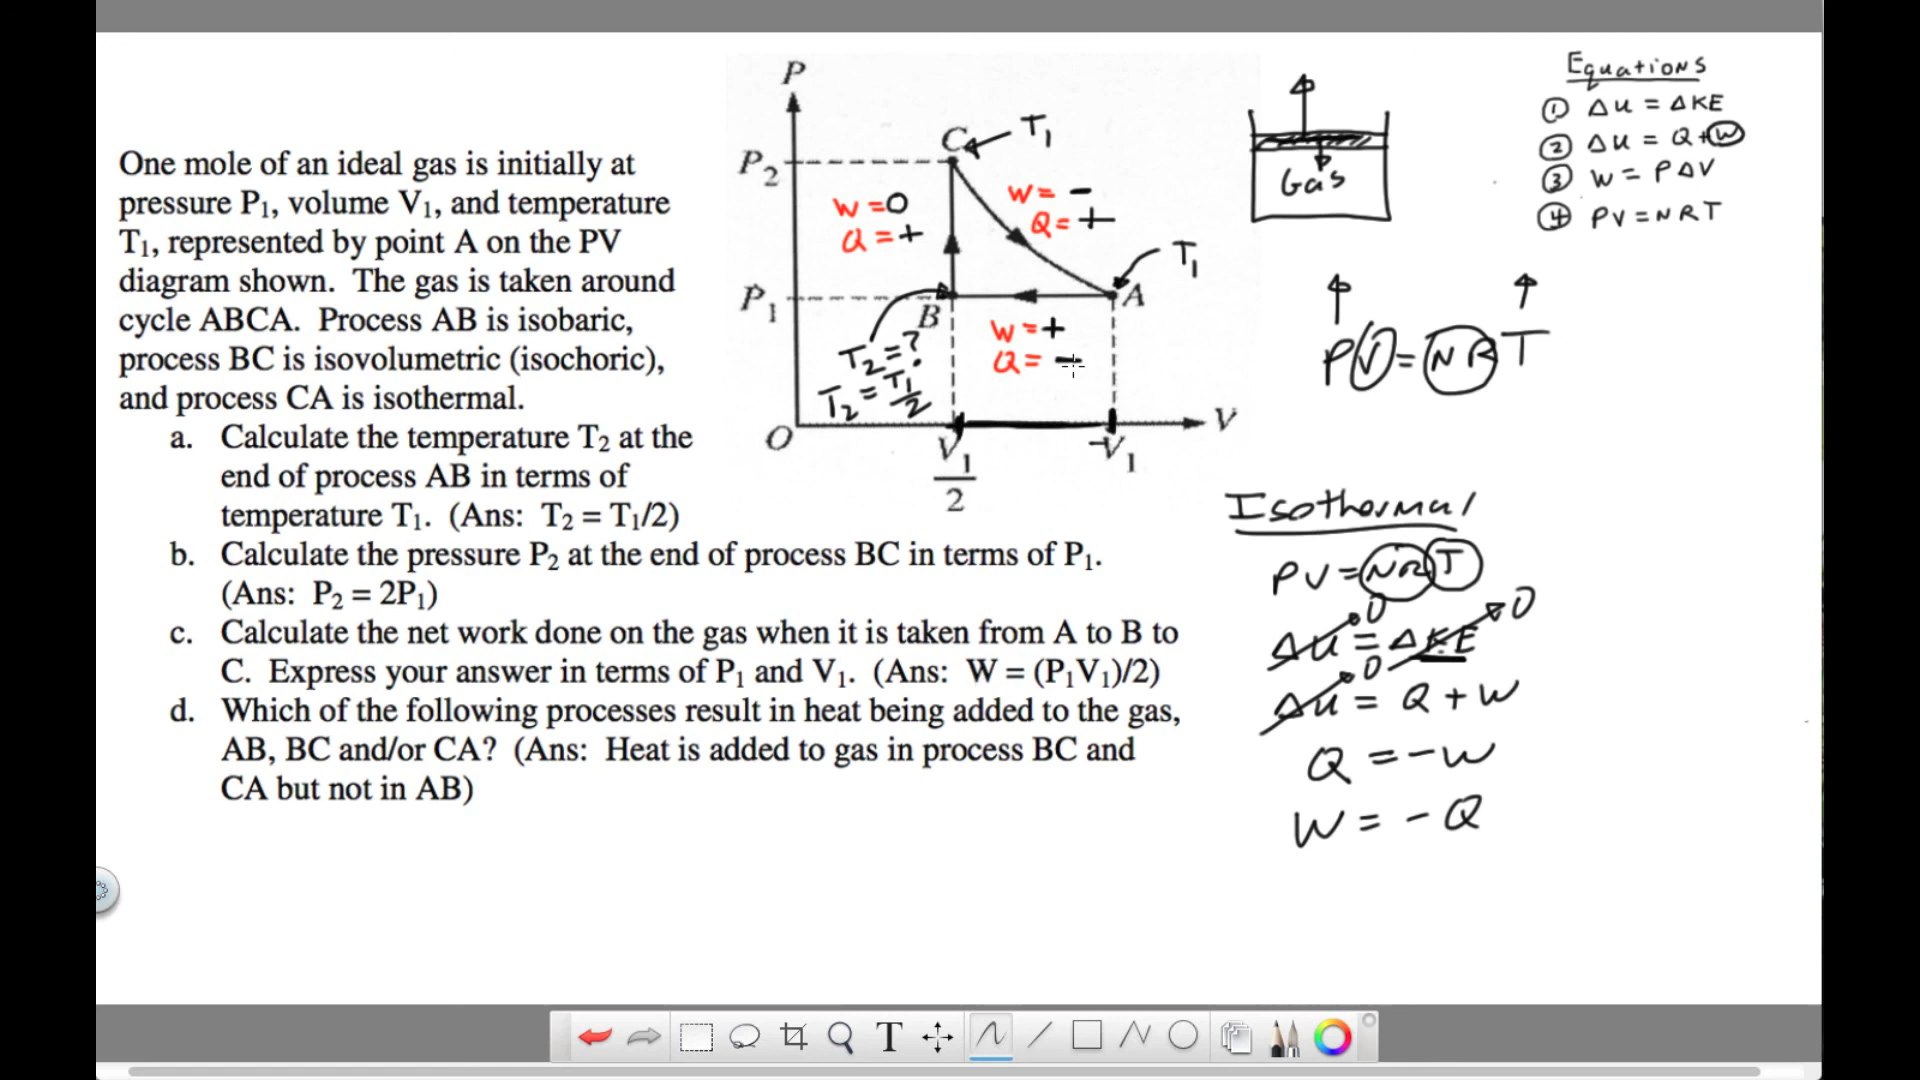 One mole of an ideal gas is initially at
pressure P₁, volume V₁, and temperature
T₁, represented by point A on the PV
diagram shown. The gas is taken around
cycle ABCA. Process AB is isobaric,
process BC is isovolumetric (isochoric),
and process CA is isothermal.
a. Calculate the temperature T₂ at the
end of process AB in terms of
temperature T₁. (Ans: T₂ = T₁/2)
b. Calculate the pressure P₂ at the end of process BC in terms of P₁.
(Ans: P₂ = 2P₁)
c. Calculate the net work done on the gas when it is taken from A to B to
C. Express your answer in terms of P₁ and V₁. (Ans: W = (P₁V₁)/2)
d. Which of the following processes result in heat being added to the gas,
AB, BC and/or CA? (Ans: Heat is added to gas in process BC and
CA but not in AB)
P
C
T₁
P₂
W = 0
Q = +
W = −
Q = +
T₁
P₁
B
A
W = +
Q = −
T₂ = ?
T₂ = T₁/2
O
V₁/2
V₁
V
Gas
Equations
① ΔU = ΔKE
② ΔU = Q + W
③ W = PΔV
④ PV = NRT
PV = NRT
Isothermal
PV = NRT
0
0
ΔU = ΔKE
0
ΔU = Q + W
Q = −W
W = −Q
T